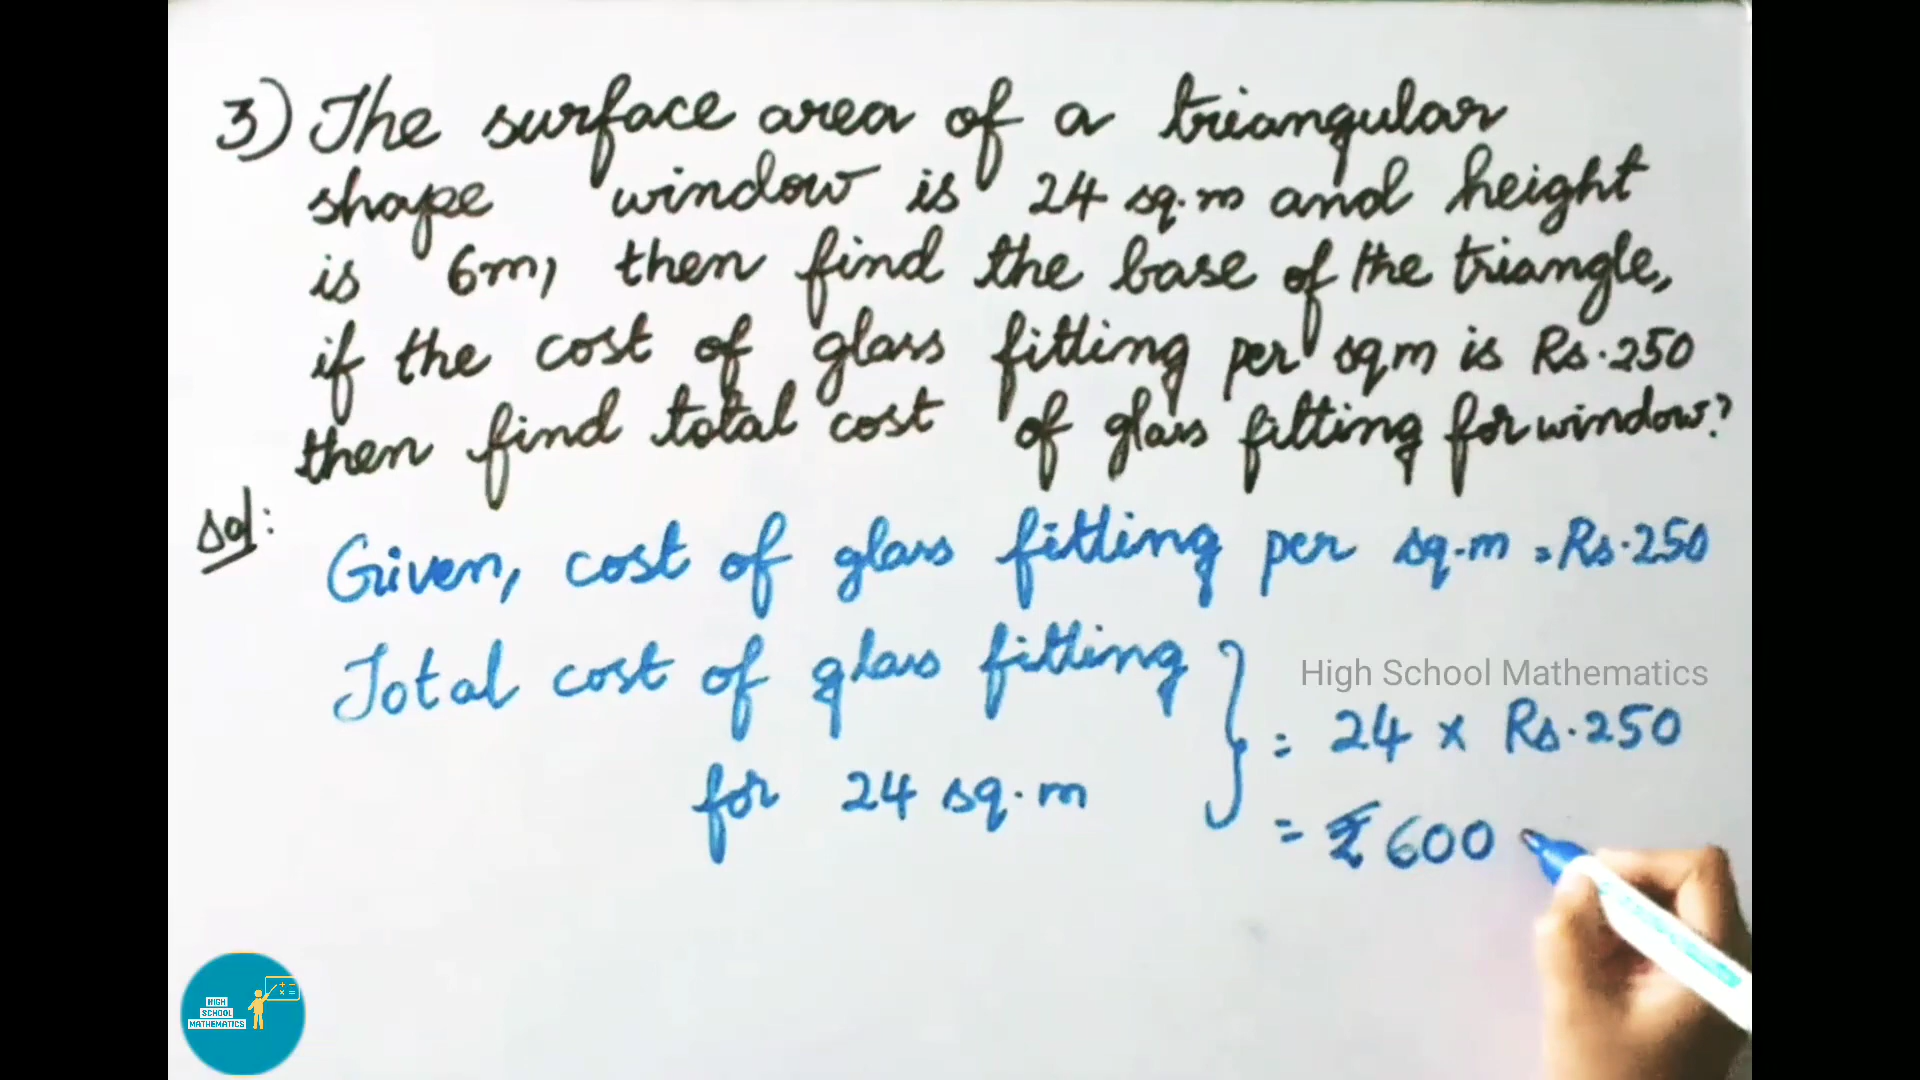 3) The surface area of a triangular
shape window is 24 sq.m and height
is 6m, then find the base of the triangle,
if the cost of glass fitting per sq.m is Rs.250
then find total cost of glass fitting for window?
Sol:
Given, cost of glass fitting per sq.m = Rs.250
Total cost of glass fitting
for 24 sq.m
High School Mathematics
= 24 x Rs.250
= ₹ 600
HIGH
SCHOOL
MATHEMATICS